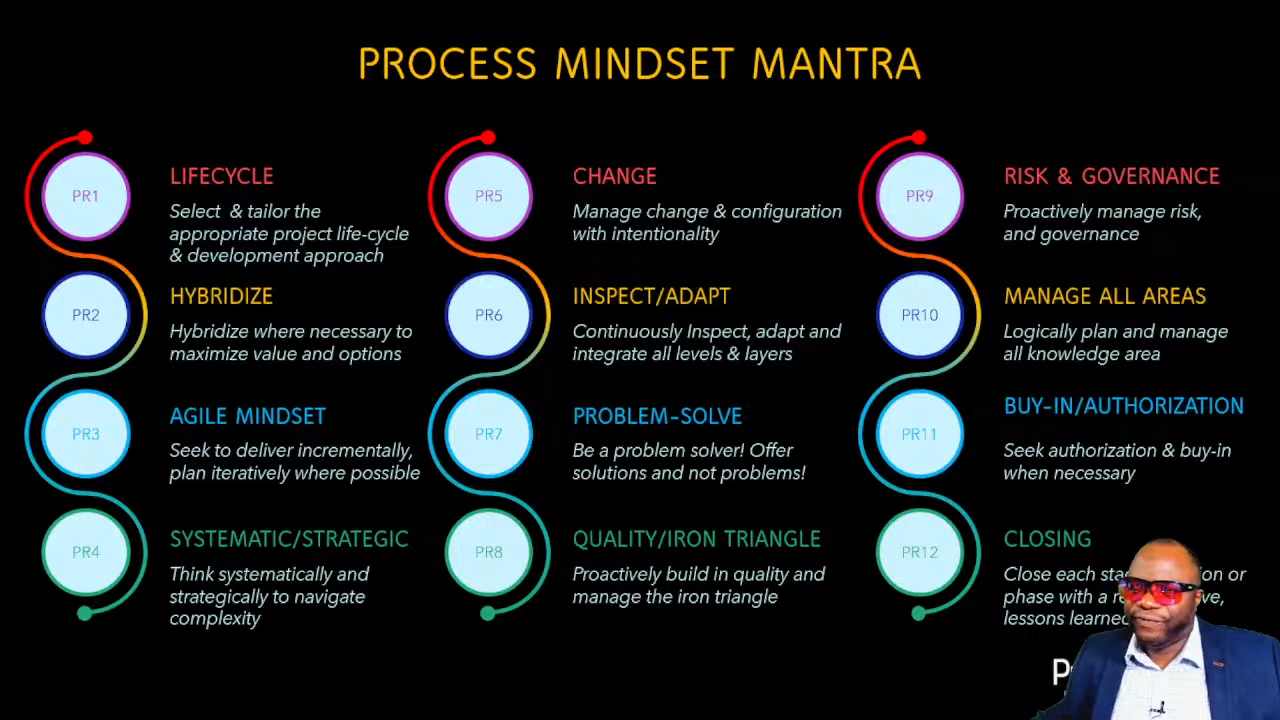 PROCESS MINDSET MANTRA
PR1
LIFECYCLE
Select & tailor the
appropriate project life-cycle
& development approach
PR2
HYBRIDIZE
Hybridize where necessary to
maximize value and options
PR3
AGILE MINDSET
Seek to deliver incrementally,
plan iteratively where possible
PR4
SYSTEMATIC/STRATEGIC
Think systematically and
strategically to navigate
complexity
PR5
CHANGE
Manage change & configuration
with intentionality
PR6
INSPECT/ADAPT
Continuously Inspect, adapt and
integrate all levels & layers
PR7
PROBLEM-SOLVE
Be a problem solver! Offer
solutions and not problems!
PR8
QUALITY/IRON TRIANGLE
Proactively build in quality and
manage the iron triangle
PR9
RISK & GOVERNANCE
Proactively manage risk,
and governance
PR10
MANAGE ALL AREAS
Logically plan and manage
all knowledge area
PR11
BUY-IN/AUTHORIZATION
Seek authorization & buy-in
when necessary
PR12
CLOSING
Close each or
phase with a
lessons learned